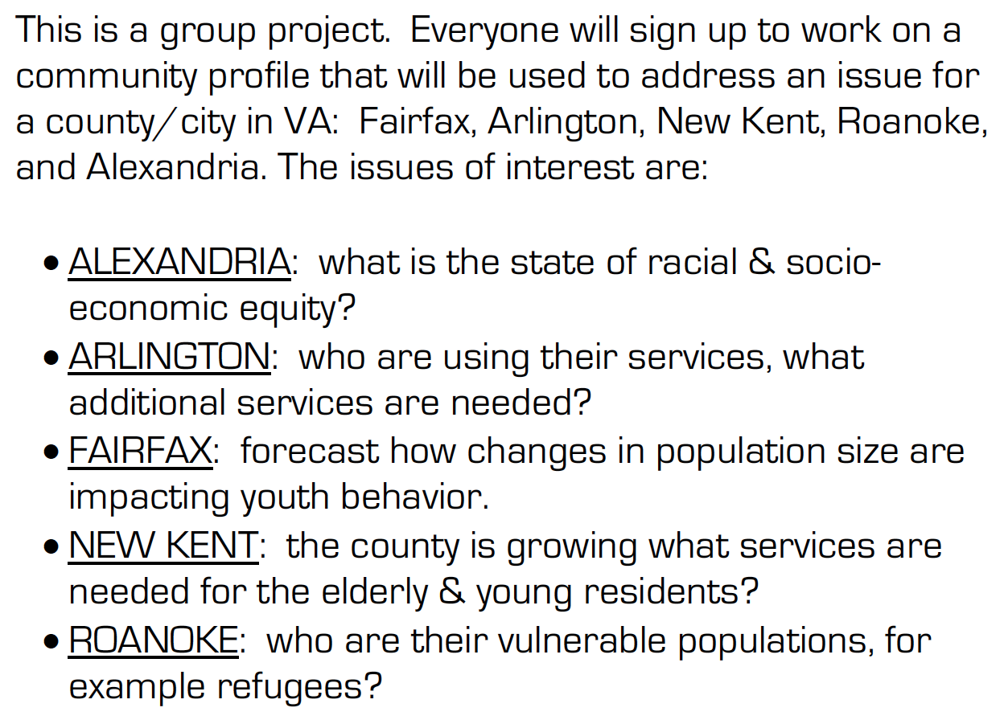 This is a group project.  Everyone will sign up to work on a
community profile that will be used to address an issue for
a county/city in VA:  Fairfax, Arlington, New Kent, Roanoke,
and Alexandria. The issues of interest are:
• ALEXANDRIA:  what is the state of racial & socio-
economic equity?
• ARLINGTON:  who are using their services, what
additional services are needed?
• FAIRFAX:  forecast how changes in population size are
impacting youth behavior.
• NEW KENT:  the county is growing what services are
needed for the elderly & young residents?
• ROANOKE:  who are their vulnerable populations, for
example refugees?